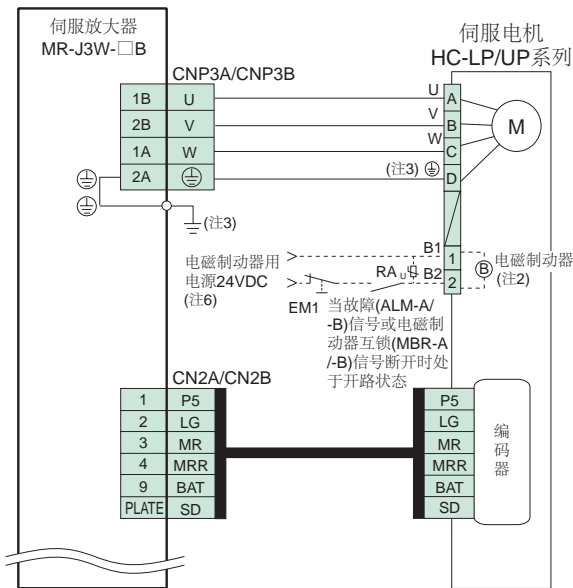 伺服放大器
MR-J3W-□B
伺服电机
HC-LP/UP系列
CNP3A/CNP3B
1B U
2B V
1A W
2A
U A
V B
W C
(注3) D
M
(注3)
电磁制动器用
电源24VDC
(注6)
EM1
RA U
B1 1
B2 2
B
电磁制动器
(注2)
当故障(ALM-A/
-B)信号或电磁制
动器互锁(MBR-A
/-B)信号断开时处
于开路状态
CN2A/CN2B
1 P5
2 LG
3 MR
4 MRR
9 BAT
PLATE SD
P5
LG
MR
MRR
BAT
SD
编码器